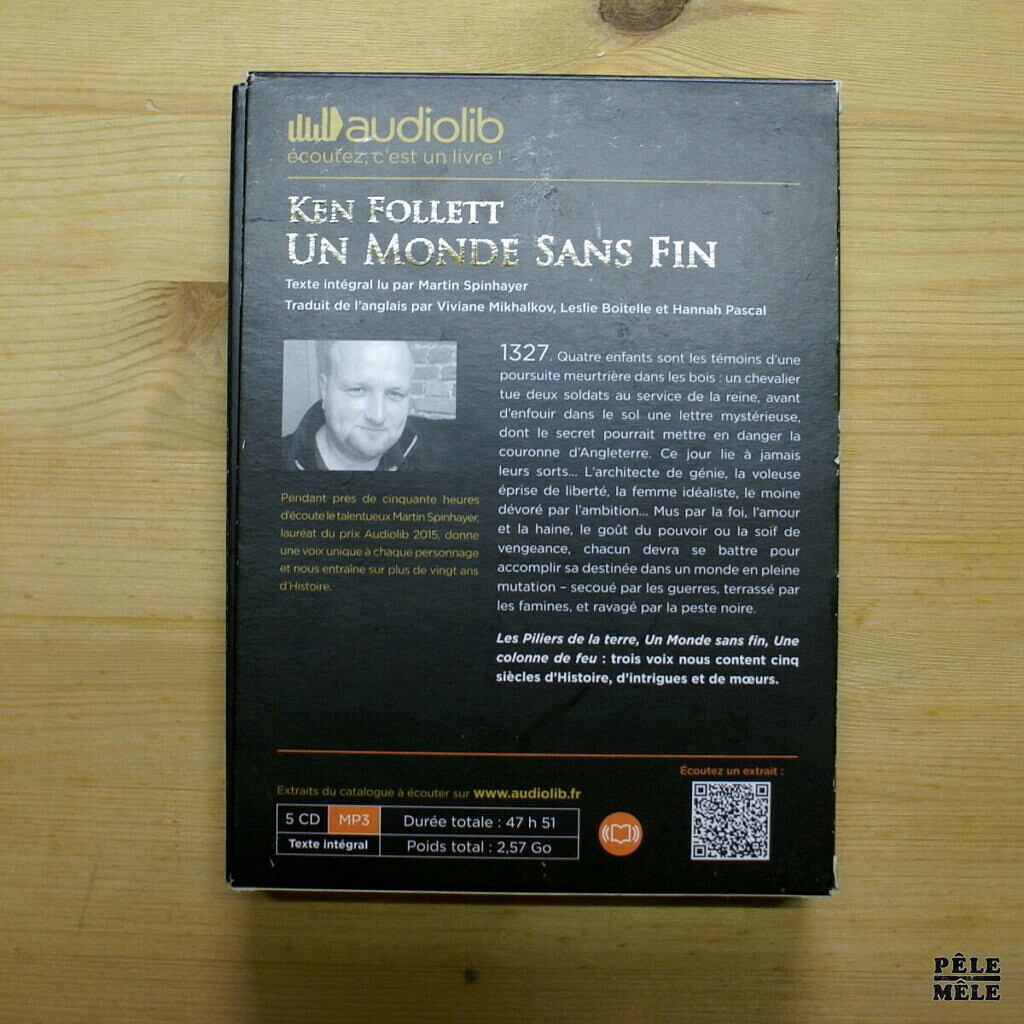 audiolib
écoutez, c'est un livre !
KEN FOLLETT
UN MONDE SANS FIN
Texte intégral lu par Martin Spinhayer
Traduit de l'anglais par Viviane Mikhalkov, Leslie Boitelle et Hannah Pascal
1327. Quatre enfants sont les témoins d'une
poursuite meurtrière dans les bois : un chevalier
tue deux soldats au service de la reine, avant
d'enfouir dans le sol une lettre mystérieuse,
dont le secret pourrait mettre en danger la
couronne d'Angleterre. Ce jour lie à jamais
leurs sorts... L'architecte de génie, la voleuse
éprise de liberté, la femme idéaliste, le moine
dévoré par l'ambition... Mus par la foi, l'amour
et la haine, le goût du pouvoir ou la soif de
vengeance, chacun devra se battre pour
accomplir sa destinée dans un monde en pleine
mutation – secoué par les guerres, terrassé par
les famines, et ravagé par la peste noire.
Les Piliers de la terre, Un Monde sans fin, Une
colonne de feu : trois voix nous content cinq
siècles d'Histoire, d'intrigues et de mœurs.
Pendant près de cinquante heures
d'écoute le talentueux Martin Spinhayer,
lauréat du prix Audiolib 2015, donne
une voix unique à chaque personnage
et nous entraîne sur plus de vingt ans
d'Histoire.
Écoutez un extrait :
Extraits du catalogue à écouter sur www.audiolib.fr
5 CD MP3 Durée totale : 47 h 51
Texte intégral Poids total : 2,57 Go
PÊLE
MÊLE